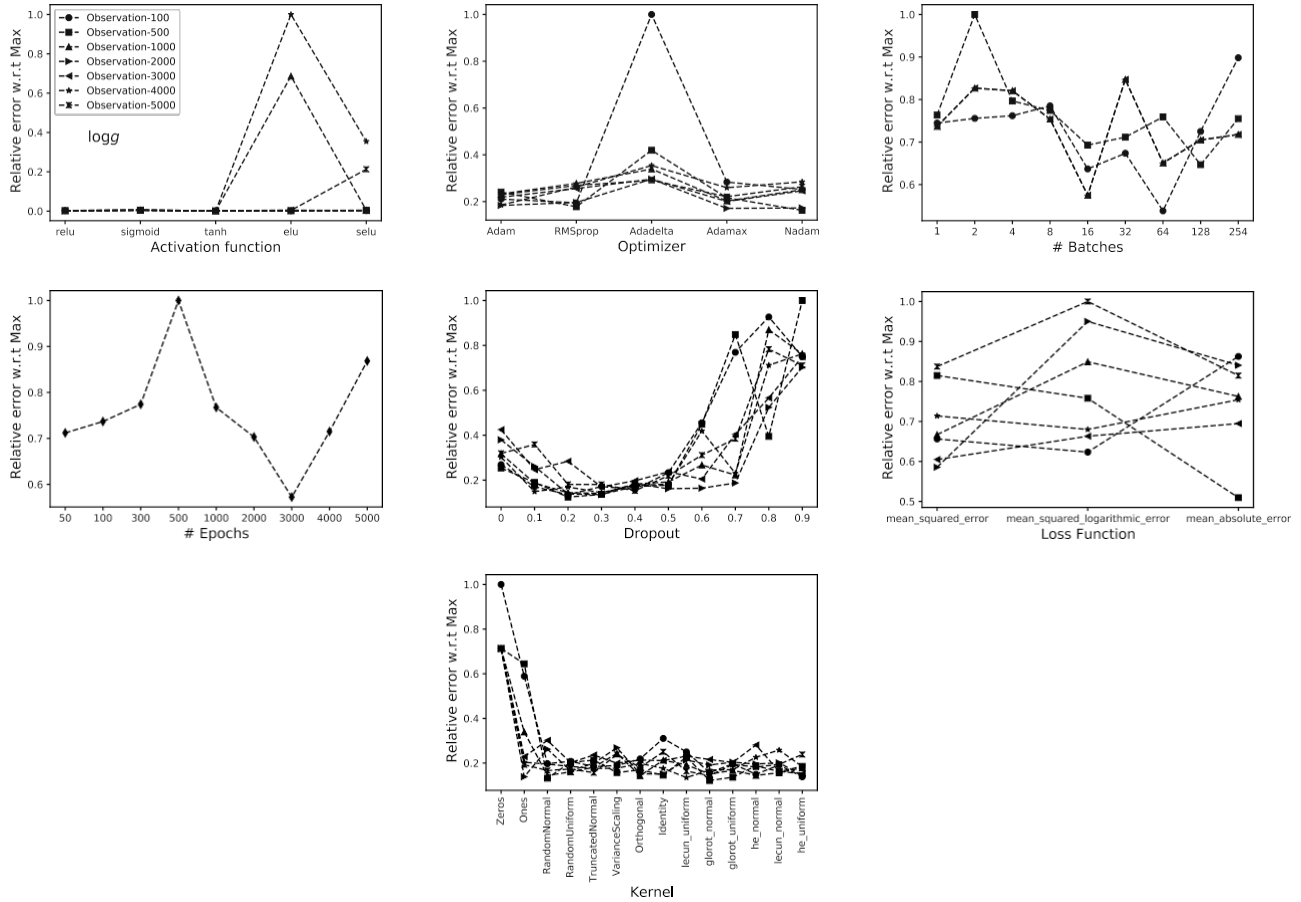 Relative error w.r.t Max
1.0
0.8
0.6
0.4
0.2
0.0
Observation-100
Observation-500
Observation-1000
Observation-2000
Observation-3000
Observation-4000
Observation-5000
logg
relu sigmoid tanh elu selu
Activation function
Relative error w.r.t Max
1.0
0.8
0.6
0.4
0.2
Adam RMSprop Adadelta Adamax Nadam
Optimizer
Relative error w.r.t Max
1.0
0.9
0.8
0.7
0.6
1 2 4 8 16 32 64 128 254
# Batches
Relative error w.r.t Max
1.0
0.9
0.8
0.7
0.6
50 100 300 500 1000 2000 3000 4000 5000
# Epochs
Relative error w.r.t Max
1.0
0.8
0.6
0.4
0.2
0 0.1 0.2 0.3 0.4 0.5 0.6 0.7 0.8 0.9
Dropout
Relative error w.r.t Max
1.0
0.9
0.8
0.7
0.6
0.5
mean_squared_error mean_squared_logarithmic_error mean_absolute_error
Loss Function
Relative error w.r.t Max
1.0
0.8
0.6
0.4
0.2
Zeros
Ones
RandomNormal
RandomUniform
TruncatedNormal
VarianceScaling
Orthogonal
Identity
lecun_uniform
glorot_normal
glorot_uniform
he_normal
lecun_normal
he_uniform
Kernel